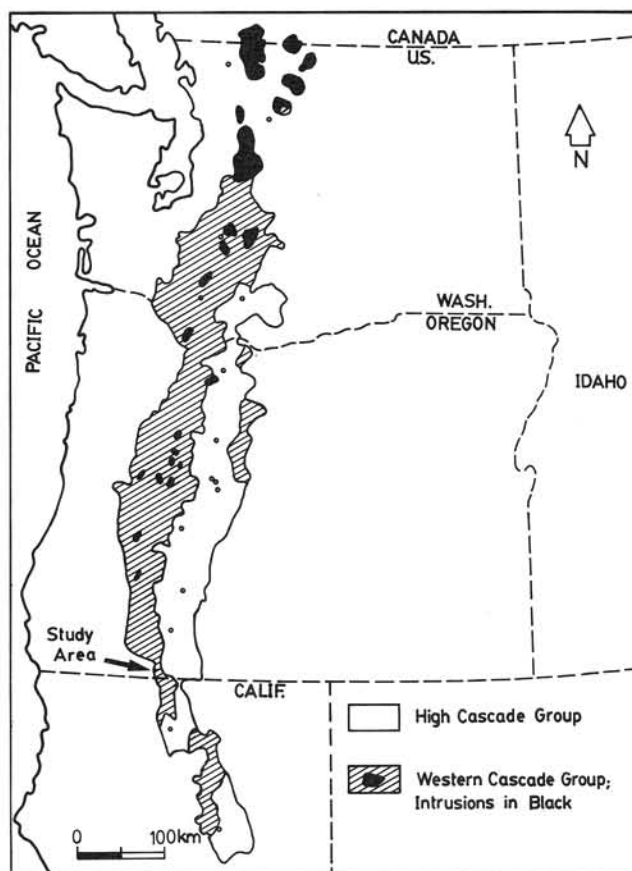 CANADA
U.S.
N
PACIFIC OCEAN
WASH.
OREGON
IDAHO
Study
Area
CALIF.
High Cascade Group
Western Cascade Group;
Intrusions in Black
0 100km